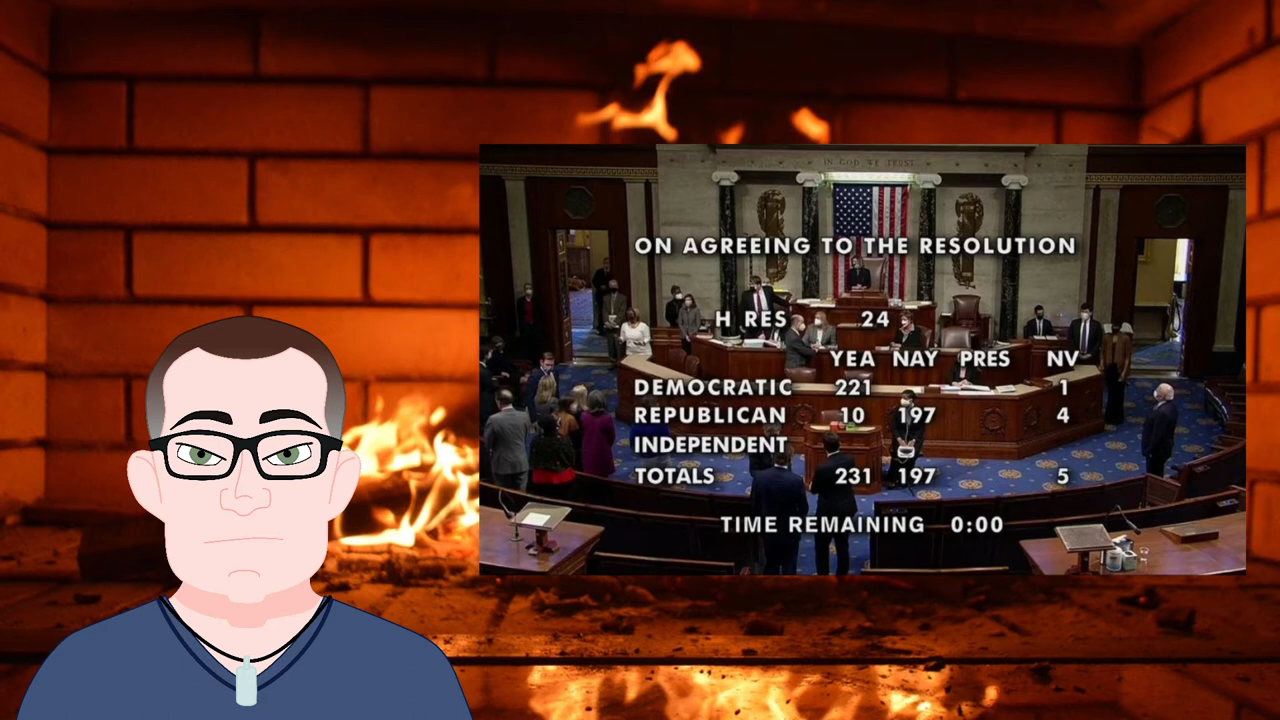 IN GOD WE TRUST
ON AGREEING TO THE RESOLUTION
H RES 24
YEA NAY PRES NV
DEMOCRATIC 221 1
REPUBLICAN 10 197 4
INDEPENDENT
TOTALS 231 197 5
TIME REMAINING 0:00